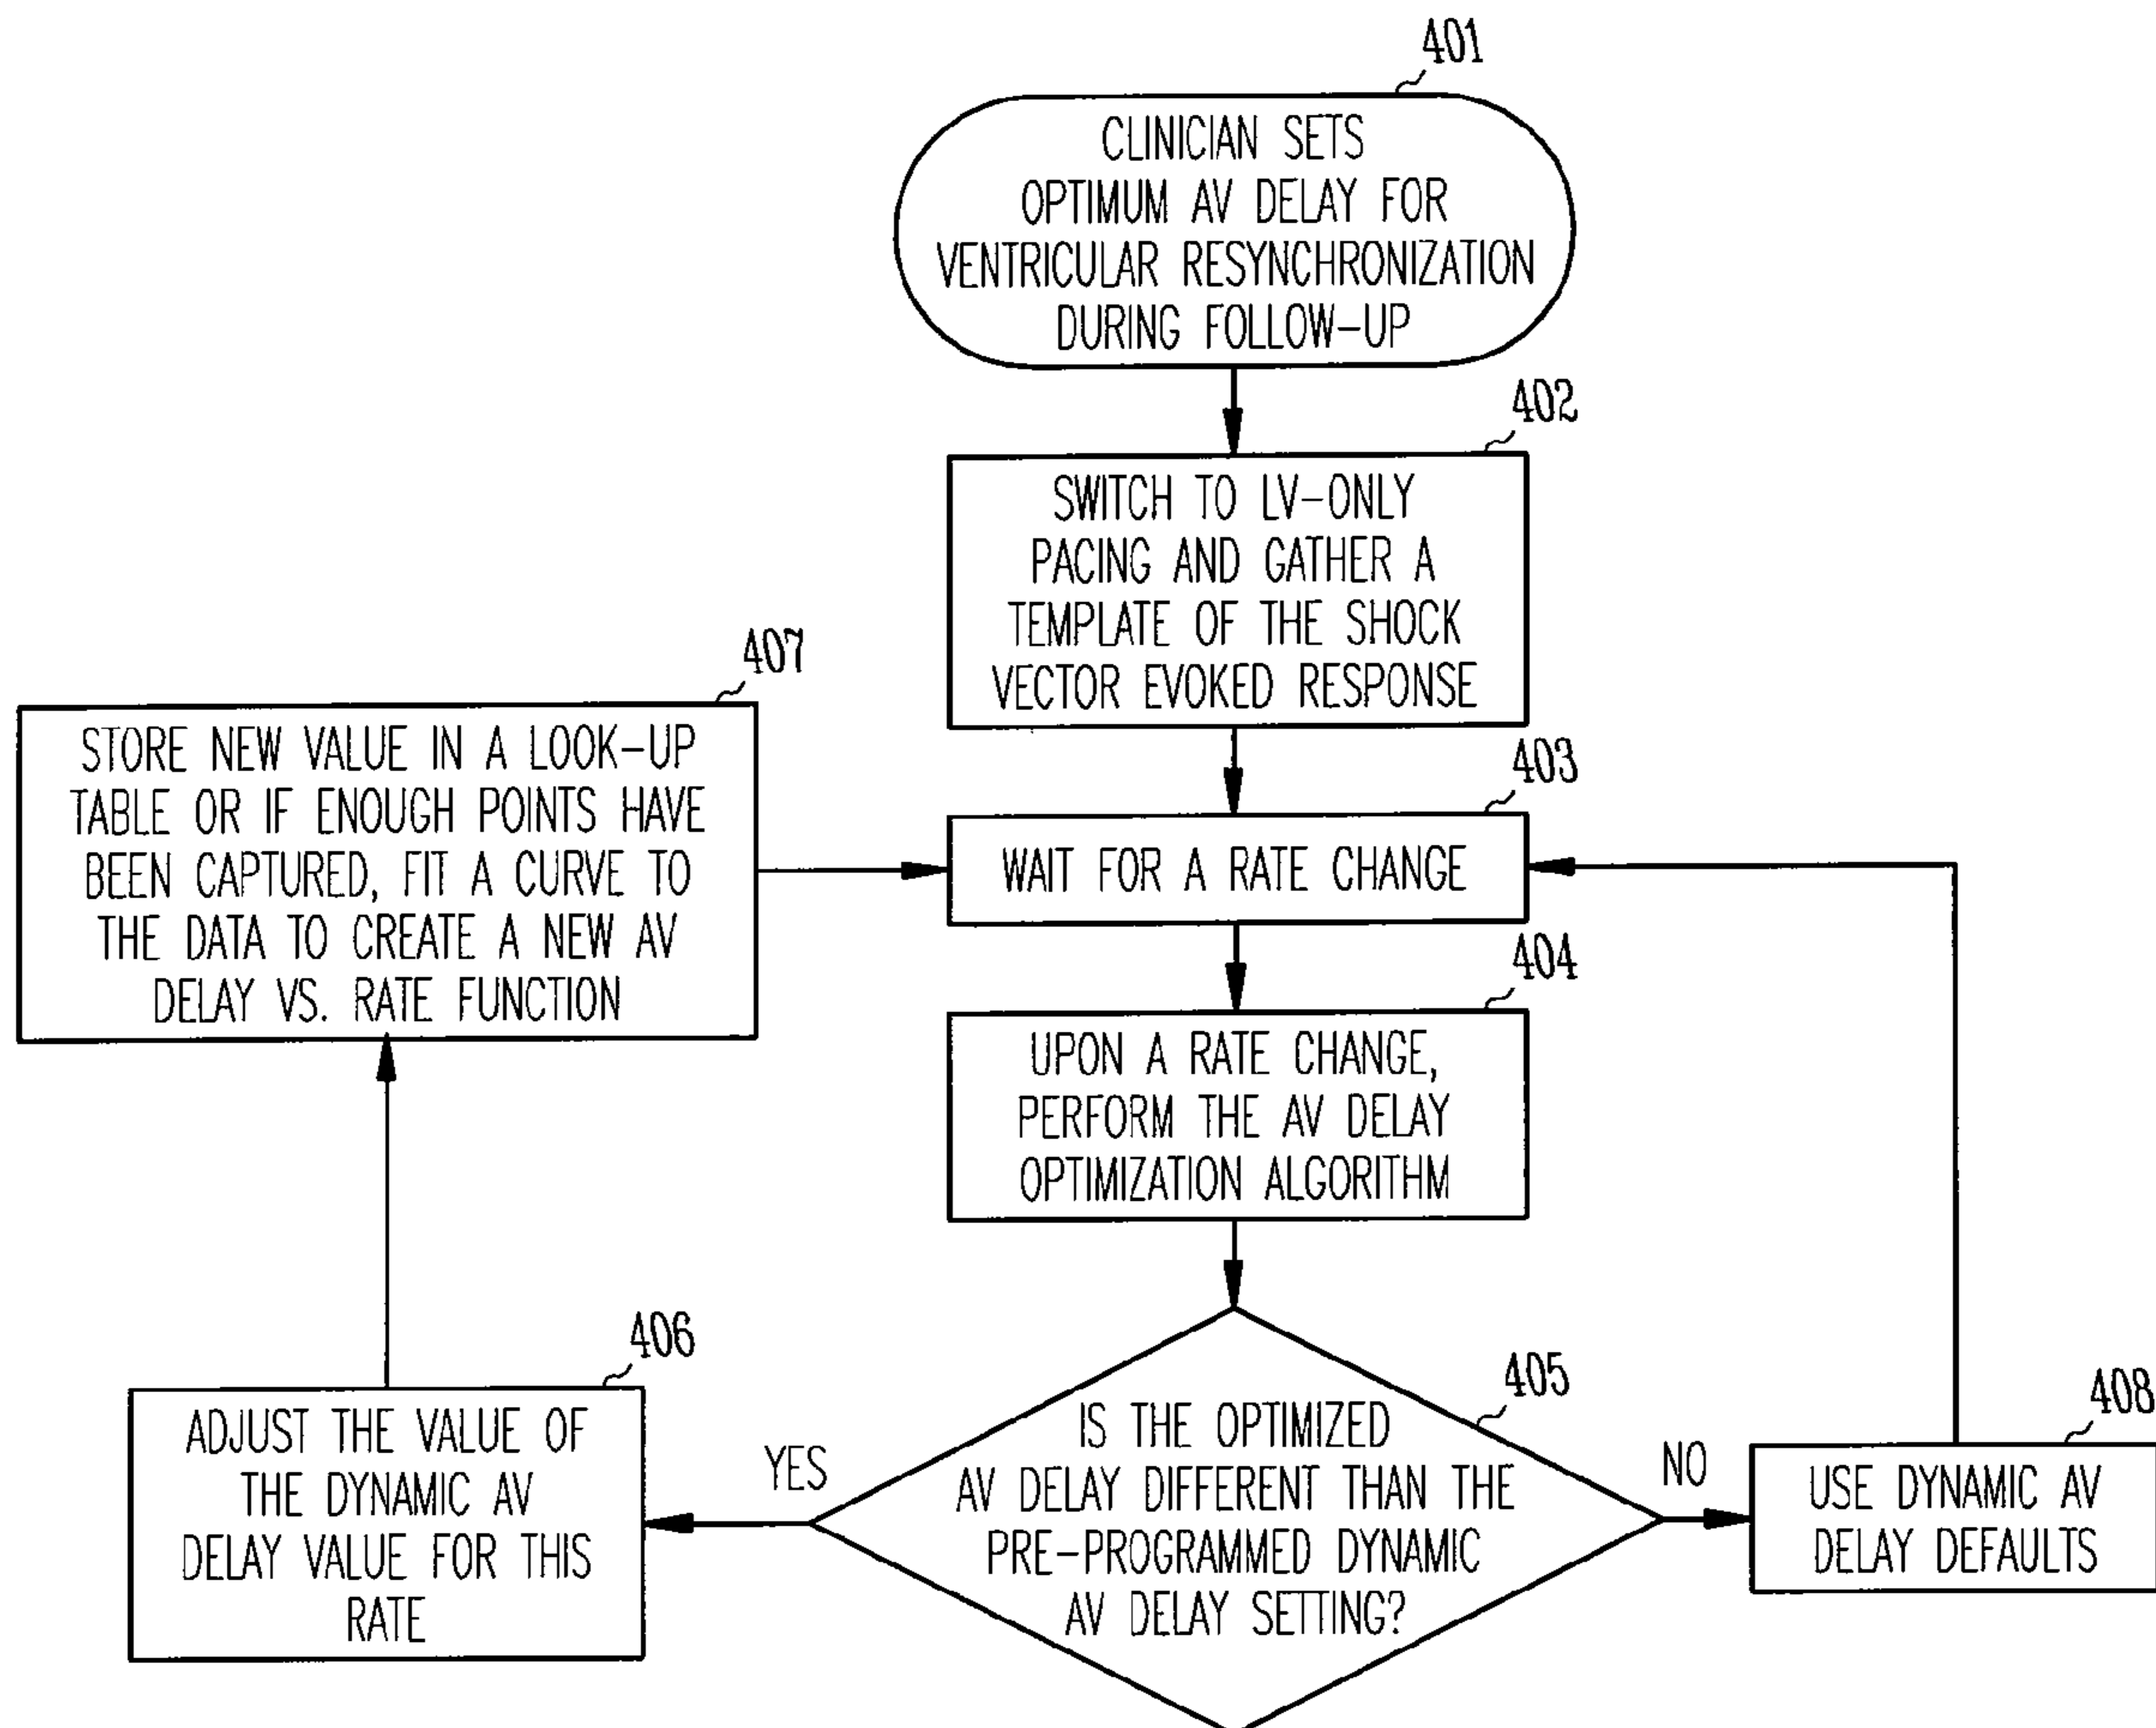 401
CLINICIAN SETS
OPTIMUM AV DELAY FOR
VENTRICULAR RESYNCHRONIZATION
DURING FOLLOW-UP
402
SWITCH TO LV-ONLY
PACING AND GATHER A
TEMPLATE OF THE SHOCK
VECTOR EVOKED RESPONSE
407
STORE NEW VALUE IN A LOOK-UP
TABLE OR IF ENOUGH POINTS HAVE
BEEN CAPTURED, FIT A CURVE TO
THE DATA TO CREATE A NEW AV
DELAY VS. RATE FUNCTION
403
WAIT FOR A RATE CHANGE
404
UPON A RATE CHANGE,
PERFORM THE AV DELAY
OPTIMIZATION ALGORITHM
406
ADJUST THE VALUE OF
THE DYNAMIC AV
DELAY VALUE FOR THIS
RATE
YES
405
IS THE OPTIMIZED
AV DELAY DIFFERENT THAN THE
PRE-PROGRAMMED DYNAMIC
AV DELAY SETTING?
NO
408
USE DYNAMIC AV
DELAY DEFAULTS